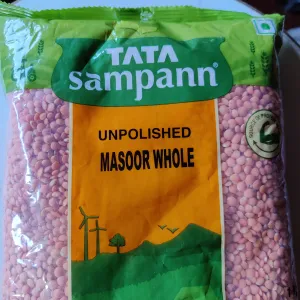 TATA
sampann
UNPOLISHED
MASOOR WHOLE